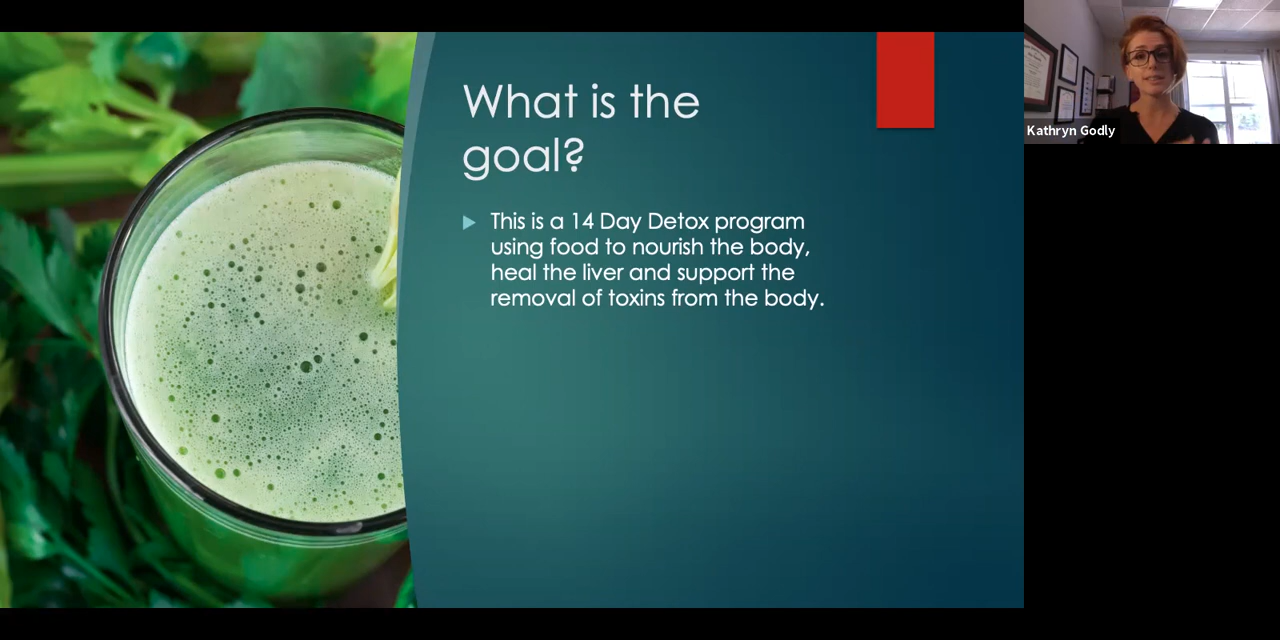 What is the
goal?
This is a 14 Day Detox program
using food to nourish the body,
heal the liver and support the
removal of toxins from the body.
Kathryn Godly